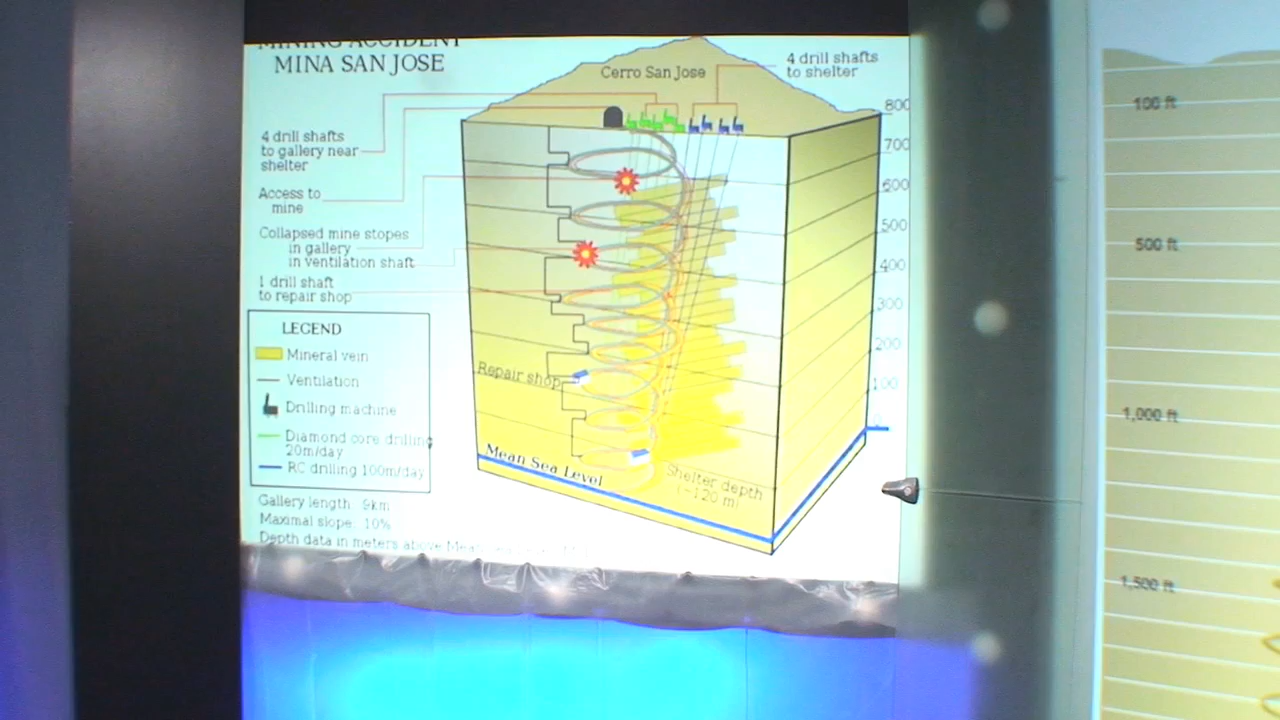 MINING ACCIDENT
MINA SAN JOSE
Cerro San Jose
4 drill shafts
to shelter
4 drill shafts
to gallery near
shelter
Access to
mine
Collapsed mine stopes
in gallery
in ventilation shaft
1 drill shaft
to repair shop
LEGEND
Mineral vein
Ventilation
Drilling machine
Diamond core drilling
20m/day
RC drilling 100m/day
Gallery length 9km
Maximal slope: 10%
Depth data in meters above Mean
800
700
600
500
400
300
200
100
0
Repair shop
Mean Sea Level
Shelter depth
(~120 m)
100 ft
500 ft
1,000 ft
1,500 ft